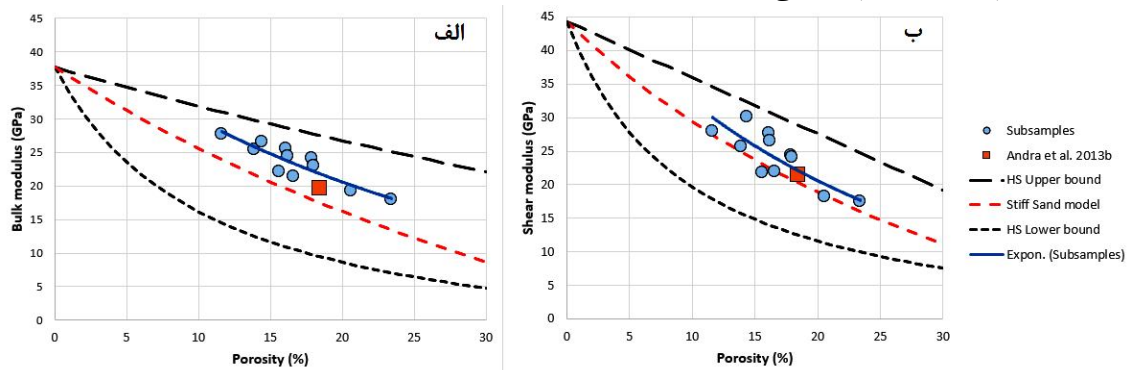 الف
45
40
35
30
25
20
15
10
5
0
Bulk modulus (GPa)
0 5 10 15 20 25 30
Porosity (%)
ب
45
40
35
30
25
20
15
10
5
0
Shear modulus (GPa)
0 5 10 15 20 25 30
Porosity (%)
Subsamples
Andra et al. 2013b
HS Upper bound
Stiff Sand model
HS Lower bound
Expon. (Subsamples)